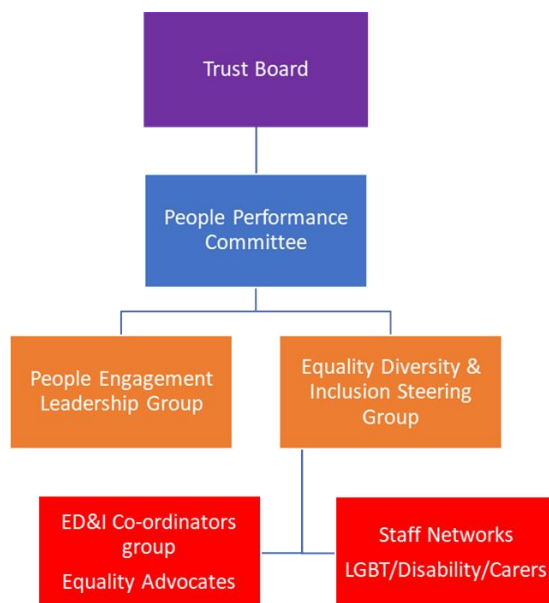 Trust Board
People Performance
Committee
People Engagement
Leadership Group
Equality Diversity &
Inclusion Steering
Group
ED&I Co-ordinators
group
Equality Advocates
Staff Networks
LGBT/Disability/Carers